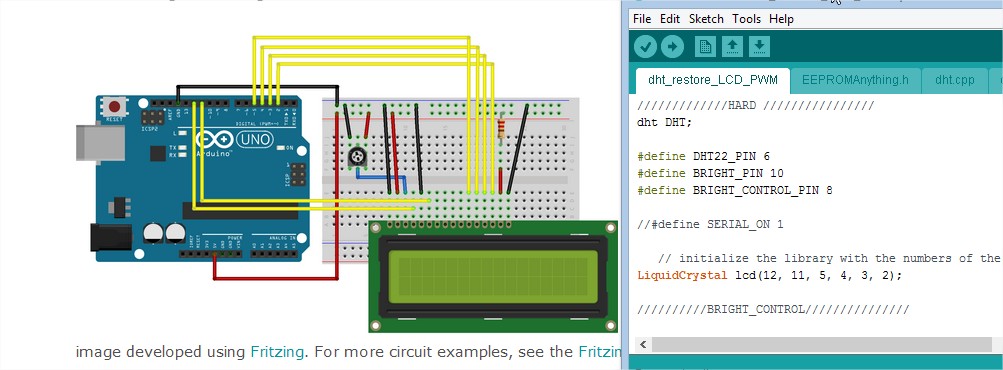 File Edit Sketch Tools Help
dht_restore_LCD_PWM
EEPROMAnything.h
dht.cpp
/////////////HARD ////////////////
dht DHT;
#define DHT22_PIN 6
#define BRIGHT_PIN 10
#define BRIGHT_CONTROL_PIN 8
//#define SERIAL_ON 1
// initialize the library with the numbers of the
LiquidCrystal lcd(12, 11, 5, 4, 3, 2);
//////////BRIGHT_CONTROL///////////////
RESET
ICSP2
L
TX
RX
ON
UNO
Arduino
ICSP
DIGITAL (PWM~)
POWER
ANALOG IN
image developed using Fritzing. For more circuit examples, see the Fritzin